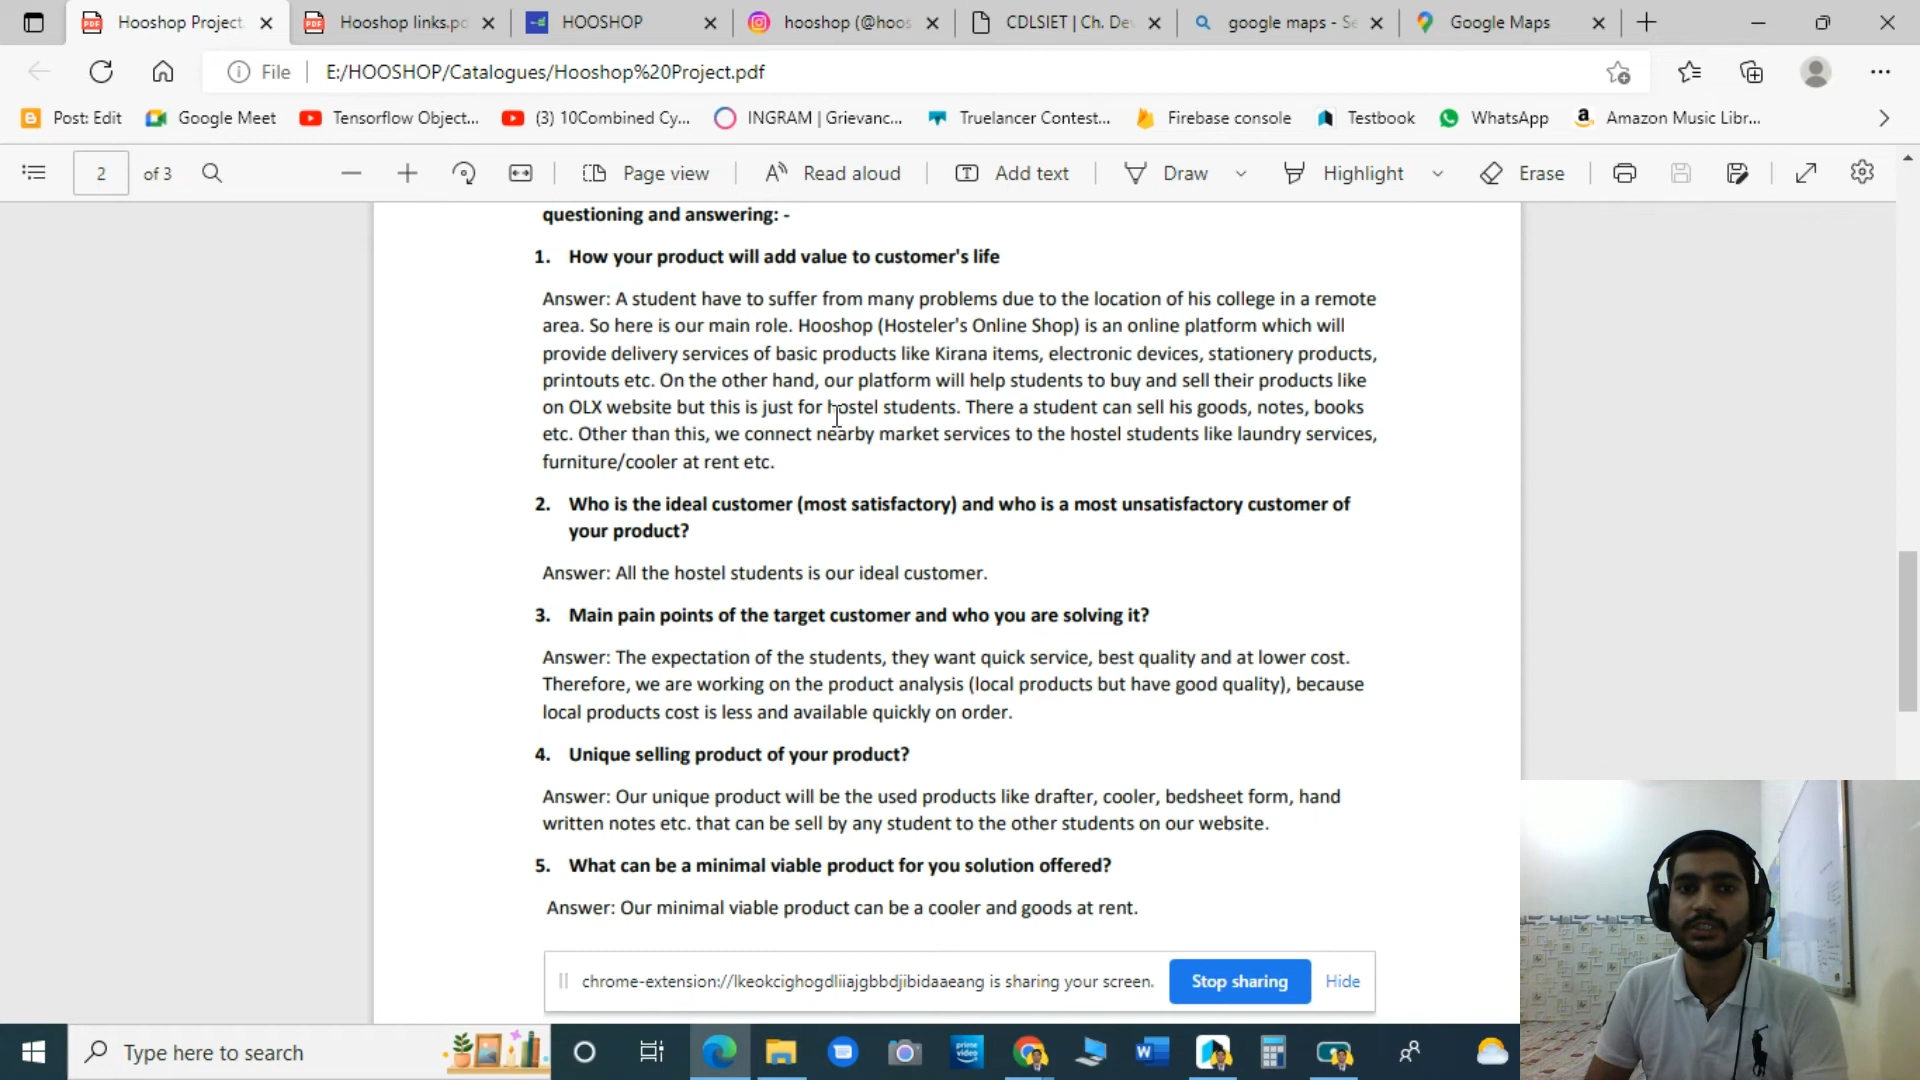 Hooshop Project.
Hooshop links.pd
HOOSHOP
hooshop (@hoos
CDLSIET | Ch. Dev
google maps - Se
Google Maps
File
E:/HOOSHOP/Catalogues/Hooshop%20Project.pdf
Post: Edit
Google Meet
Tensorflow Object...
(3) 10Combined Cy...
INGRAM | Grievanc...
Truelancer Contest...
Firebase console
Testbook
WhatsApp
Amazon Music Libr...
2 of 3
Page view
Read aloud
Add text
Draw
Highlight
Erase
questioning and answering: -
1. How your product will add value to customer's life
Answer: A student have to suffer from many problems due to the location of his college in a remote
area. So here is our main role. Hooshop (Hosteler's Online Shop) is an online platform which will
provide delivery services of basic products like Kirana items, electronic devices, stationery products,
printouts etc. On the other hand, our platform will help students to buy and sell their products like
on OLX website but this is just for hostel students. There a student can sell his goods, notes, books
etc. Other than this, we connect nearby market services to the hostel students like laundry services,
furniture/cooler at rent etc.
2. Who is the ideal customer (most satisfactory) and who is a most unsatisfactory customer of
your product?
Answer: All the hostel students is our ideal customer.
3. Main pain points of the target customer and who you are solving it?
Answer: The expectation of the students, they want quick service, best quality and at lower cost.
Therefore, we are working on the product analysis (local products but have good quality), because
local products cost is less and available quickly on order.
4. Unique selling product of your product?
Answer: Our unique product will be the used products like drafter, cooler, bedsheet form, hand
written notes etc. that can be sell by any student to the other students on our website.
5. What can be a minimal viable product for you solution offered?
Answer: Our minimal viable product can be a cooler and goods at rent.
chrome-extension://lkeokcighogdliiajgbbdjibidaaeang is sharing your screen.
Stop sharing
Hide
Type here to search
prime video